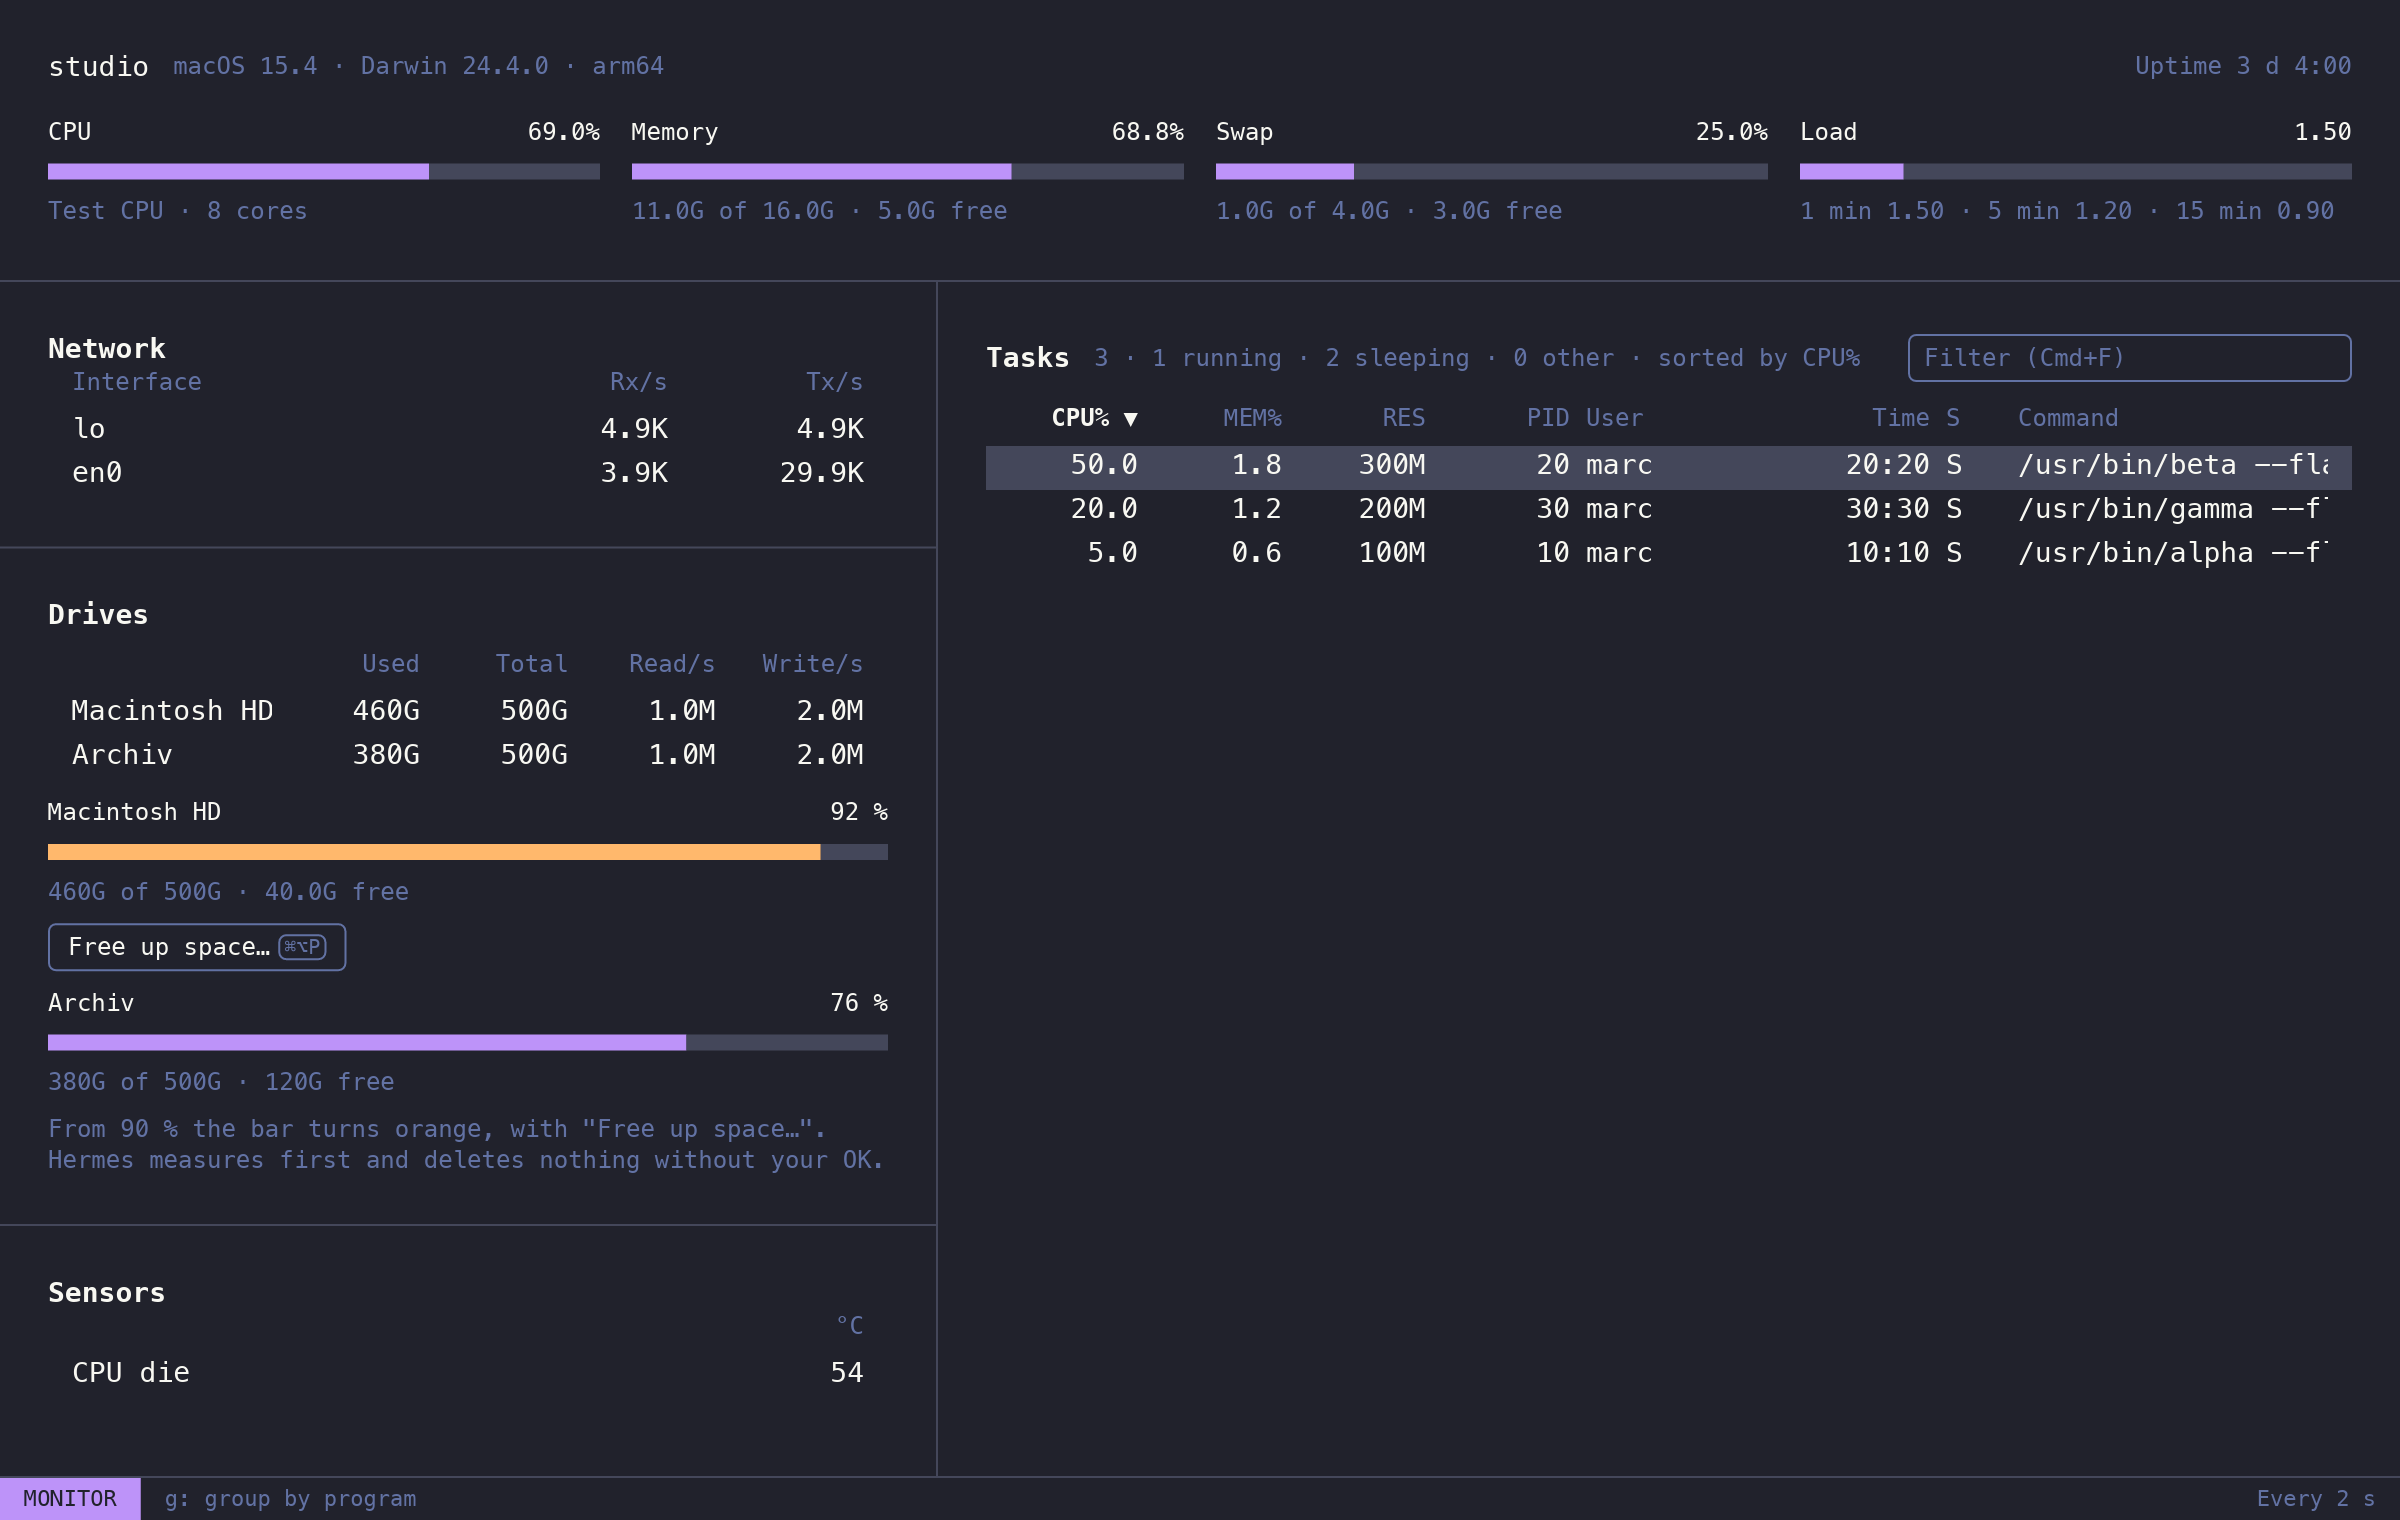 studio macOS 15.4 · Darwin 24.4.0 · arm64 Uptime 3 d 4:00
CPU 69.0% Memory 68.8% Swap 25.0% Load 1.50
Test CPU · 8 cores 11.0G of 16.0G · 5.0G free 1.0G of 4.0G · 3.0G free 1 min 1.50 · 5 min 1.20 · 15 min 0.90
Network
Interface Rx/s Tx/s
lo 4.9K 4.9K
en0 3.9K 29.9K
Drives
Used Total Read/s Write/s
Macintosh HD 460G 500G 1.0M 2.0M
Archiv 380G 500G 1.0M 2.0M
Macintosh HD 92 %
460G of 500G · 40.0G free
Free up space… ⌘⌥P
Archiv 76 %
380G of 500G · 120G free
From 90 % the bar turns orange, with "Free up space…".
Hermes measures first and deletes nothing without your OK.
Sensors
°C
CPU die 54
Tasks 3 · 1 running · 2 sleeping · 0 other · sorted by CPU% Filter (Cmd+F)
CPU% ▼ MEM% RES PID User Time S Command
50.0 1.8 300M 20 marc 20:20 S /usr/bin/beta --fla
20.0 1.2 200M 30 marc 30:30 S /usr/bin/gamma --fl
5.0 0.6 100M 10 marc 10:10 S /usr/bin/alpha --fl
MONITOR g: group by program Every 2 s